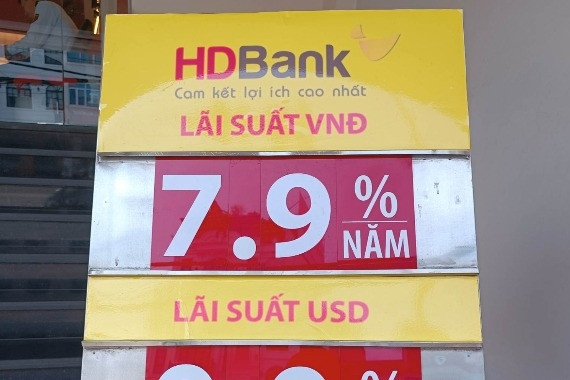 HDBank
Cam kết lợi ích cao nhất
LÃI SUẤT VNĐ
7.9 %
NĂM
LÃI SUẤT USD
%